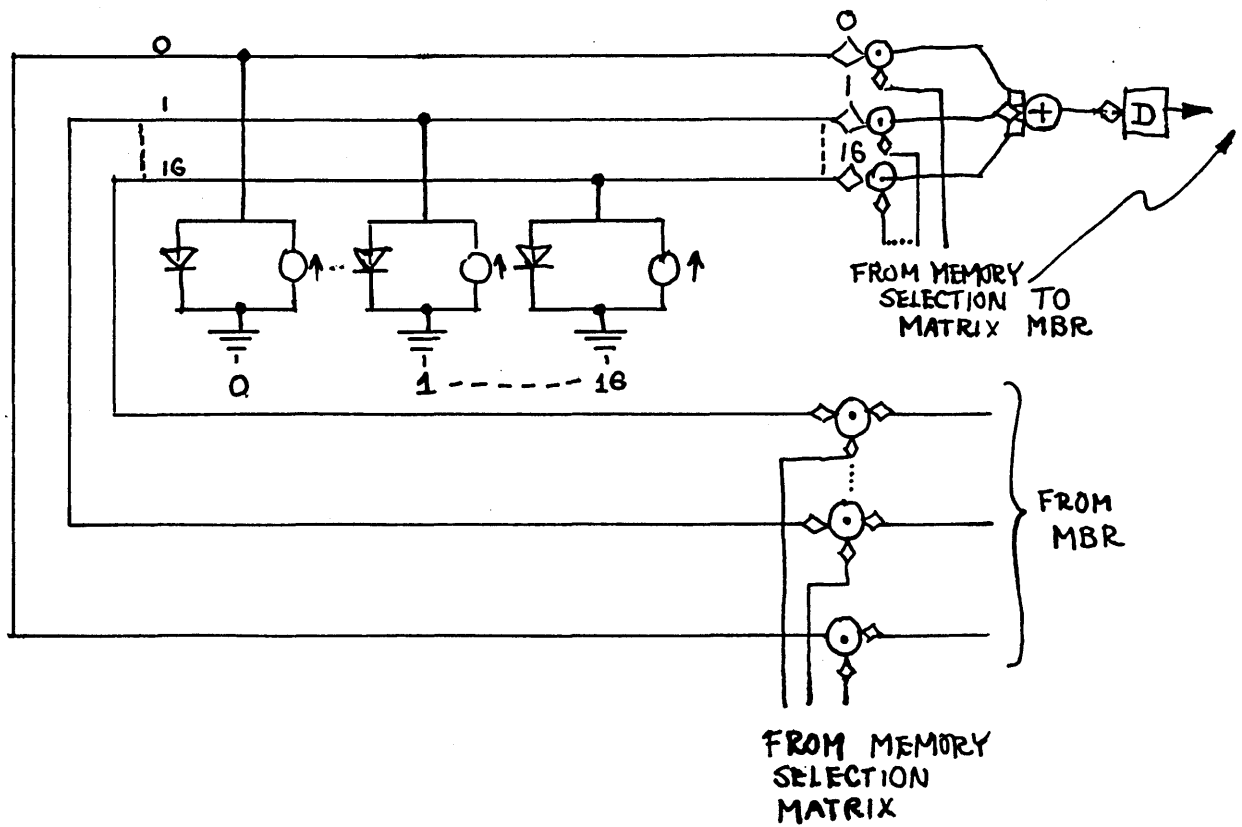 0
0
1
1
16
16
+
D
FROM MEMORY
SELECTION TO
MATRIX MBR
0
1
16
FROM
MBR
FROM MEMORY
SELECTION
MATRIX